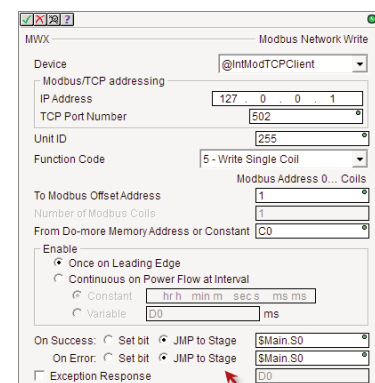 MWX Modbus Network Write
Device @IntModTCPClient
Modbus/TCP addressing
IP Address 127 . 0 . 0 . 1
TCP Port Number 502
Unit ID 255
Function Code 5 - Write Single Coil
Modbus Address 0... Coils
To Modbus Offset Address 1
Number of Modbus Coils 1
From Do-more Memory Address or Constant C0
Enable
Once on Leading Edge
Continuous on Power Flow at Interval
Constant hr h min m sec s ms ms
Variable D0 ms
On Success: Set bit JMP to Stage $Main.S0
On Error: Set bit JMP to Stage $Main.S0
Exception Response D0